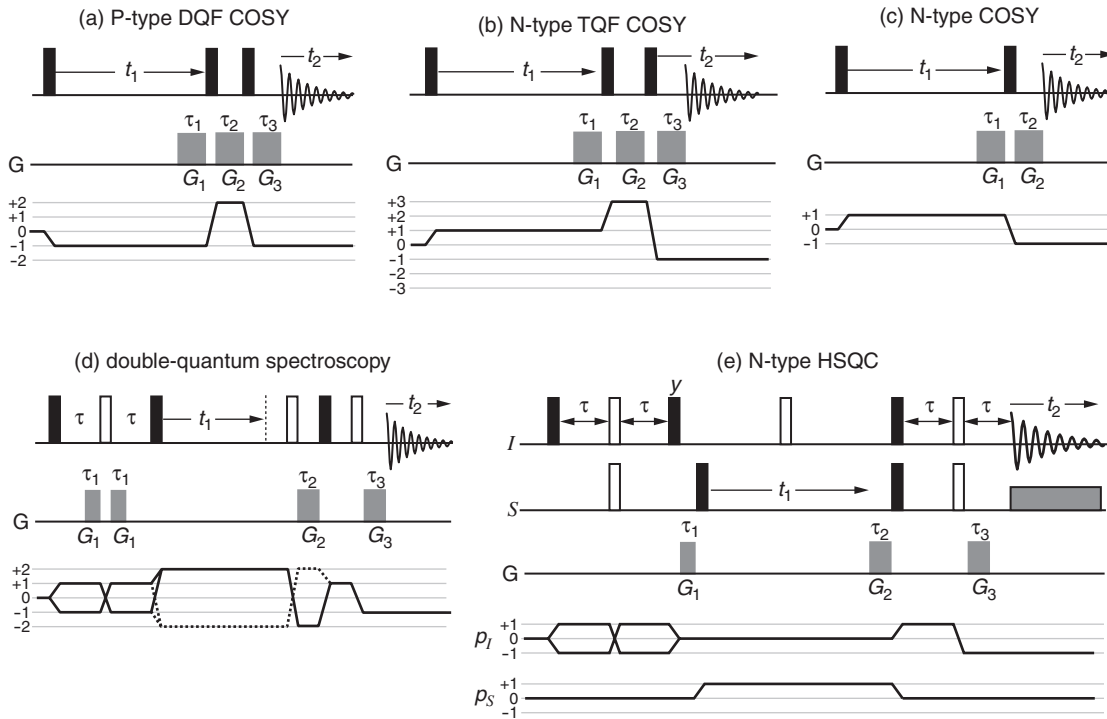 (a) P-type DQF COSY
t1
t2
τ1 τ2 τ3
G
G1 G2 G3
+2
+1
0
−1
−2
(b) N-type TQF COSY
t1
t2
τ1 τ2 τ3
G1 G2 G3
+3
+2
+1
0
−1
−2
−3
(c) N-type COSY
t1
t2
τ1 τ2
G
G1 G2
+1
0
−1
(d) double-quantum spectroscopy
τ τ t1
t2
τ1 τ1 τ2 τ3
G
G1 G1 G2 G3
+2
+1
0
−1
−2
(e) N-type HSQC
y
τ τ τ τ t2
I
t1
S
τ1 τ2 τ3
G
G1 G2 G3
pI
+1
0
−1
pS
+1
0
−1